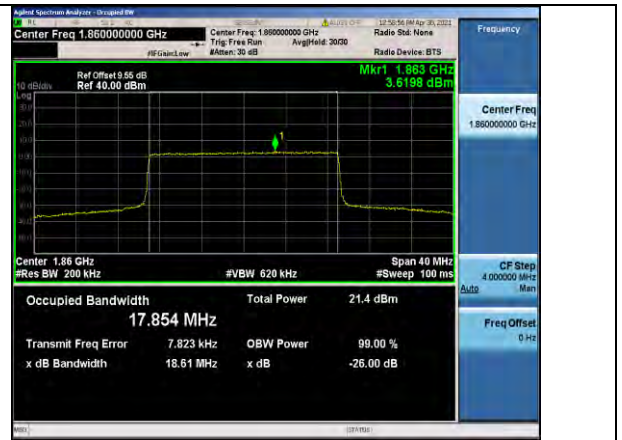 Agilent Spectrum Analyzer - Occupied BW
Center Freq 1.860000000 GHz
#IFGain:Low
Center Freq: 1.860000000 GHz
Trig: Free Run
Avg|Hold: 30/30
#Atten: 30 dB
12:50:56 PM Apr 30, 2021
Radio Std: None
Radio Device: BTS
Frequency
Ref Offset 9.55 dB
10 dB/div Ref 40.00 dBm
Mkr1 1.863 GHz
3.6198 dBm
Log
1
Center 1.86 GHz
Span 40 MHz
#Res BW 200 kHz
#VBW 620 kHz
#Sweep 100 ms
Occupied Bandwidth
17.854 MHz
Total Power 21.4 dBm
Transmit Freq Error 7.823 kHz
OBW Power 99.00 %
x dB Bandwidth 18.61 MHz
x dB -26.00 dB
Center Freq
1.860000000 GHz
CF Step
4.000000 MHz
Auto Man
Freq Offset
0 Hz
MSG
STATUS